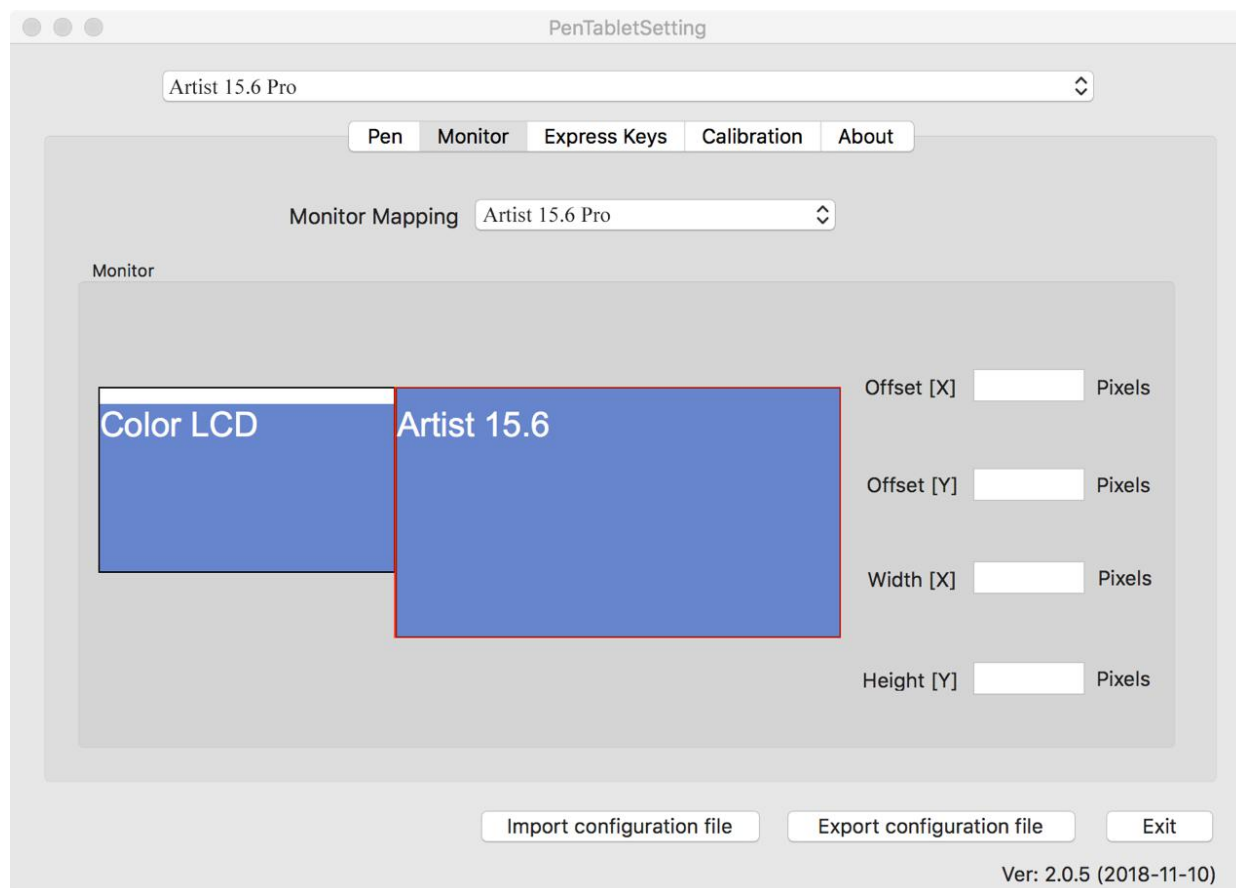 PenTabletSetting
Artist 15.6 Pro
Pen Monitor Express Keys Calibration About
Monitor Mapping Artist 15.6 Pro
Monitor
Offset [X] Pixels
Color LCD Artist 15.6
Offset [Y] Pixels
Width [X] Pixels
Height [Y] Pixels
Import configuration file Export configuration file Exit
Ver: 2.0.5 (2018-11-10)